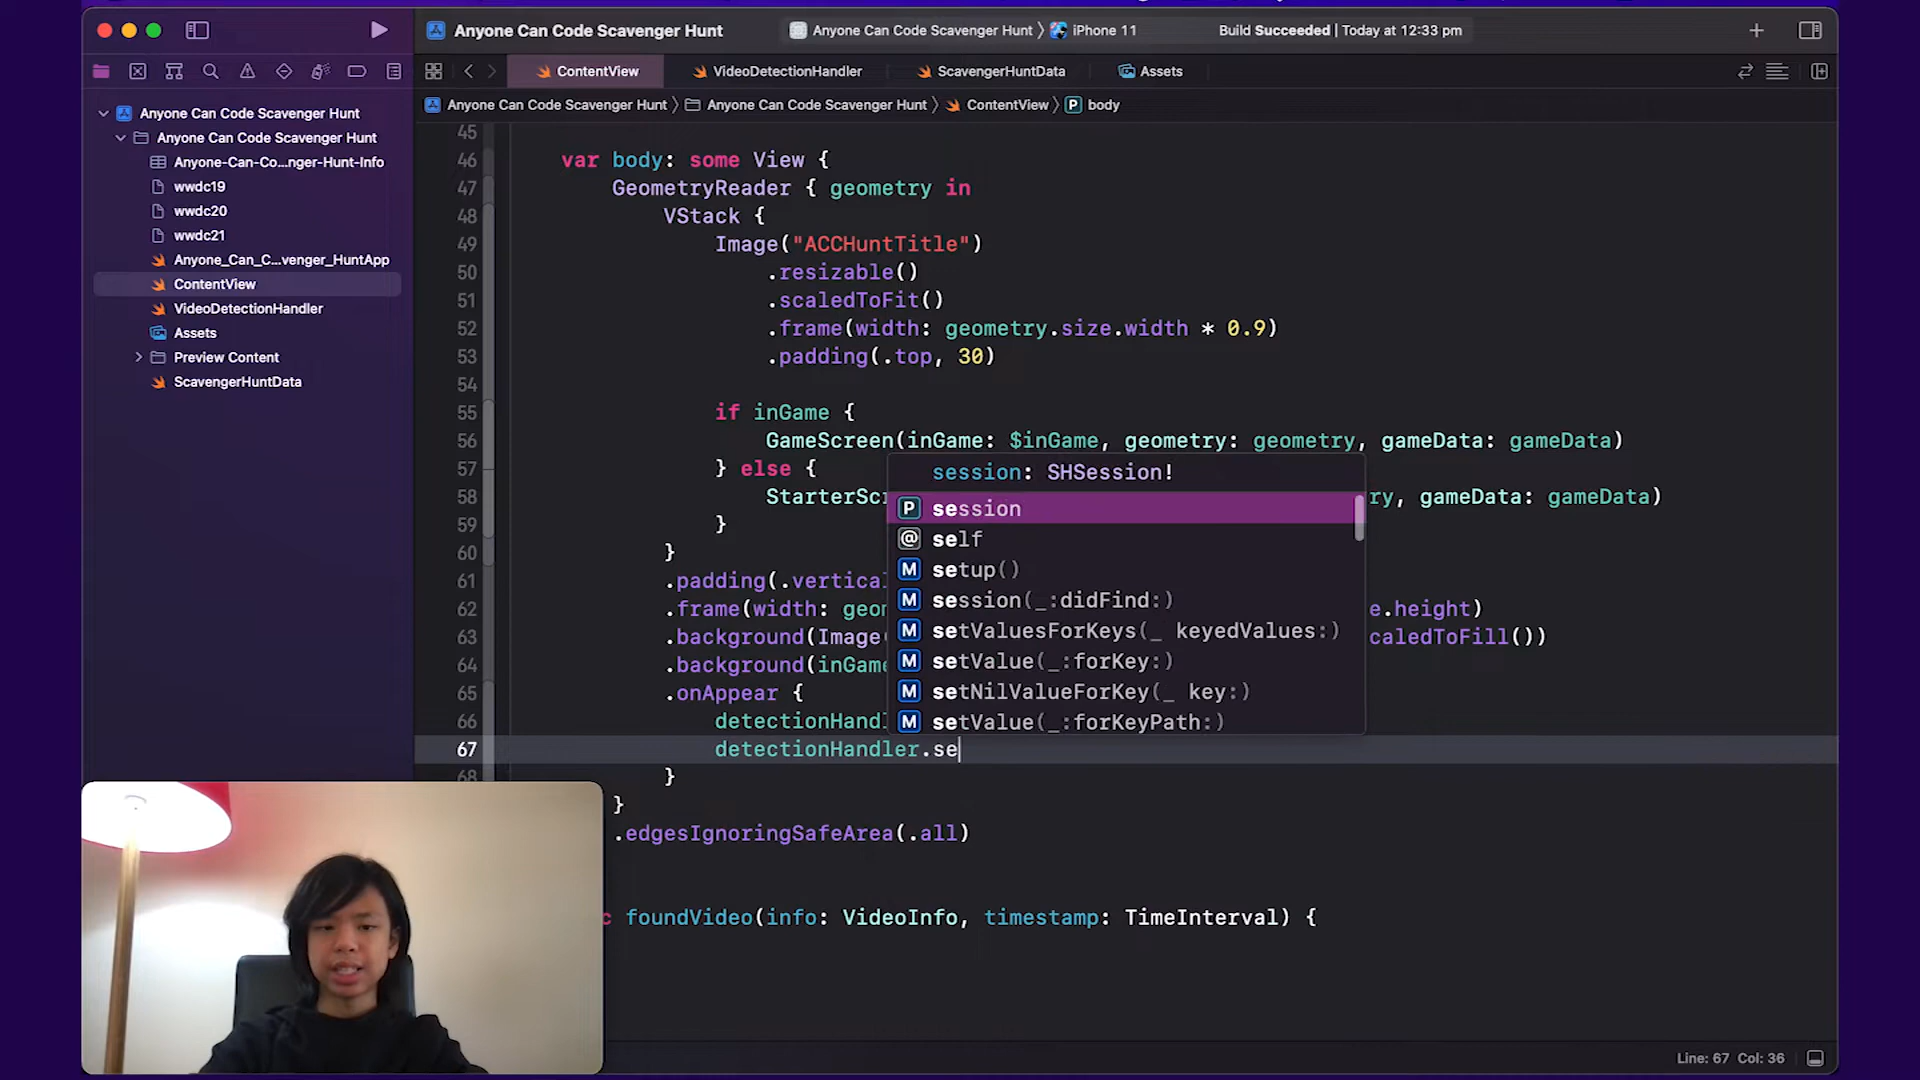 Anyone Can Code Scavenger Hunt
Anyone Can Code Scavenger Hunt 〉 iPhone 11
Build Succeeded | Today at 12:33 pm
ContentView
VideoDetectionHandler
ScavengerHuntData
Assets
Anyone Can Code Scavenger Hunt
Anyone Can Code Scavenger Hunt
Anyone-Can-Co...nger-Hunt-Info
wwdc19
wwdc20
wwdc21
Anyone_Can_C...venger_HuntApp
ContentView
VideoDetectionHandler
Assets
Preview Content
ScavengerHuntData
Anyone Can Code Scavenger Hunt 〉 Anyone Can Code Scavenger Hunt 〉 ContentView 〉 P body
45
46 var body: some View {
47 GeometryReader { geometry in
48 VStack {
49 Image("ACCHuntTitle")
50 .resizable()
51 .scaledToFit()
52 .frame(width: geometry.size.width * 0.9)
53 .padding(.top, 30)
54
55 if inGame {
56 GameScreen(inGame: $inGame, geometry: geometry, gameData: gameData)
57 } else {
58 StarterScr ry, gameData: gameData)
59 }
60 }
61 .padding(.vertica
62 .frame(width: geo e.height)
63 .background(Image( caledToFill())
64 .background(inGame
65 .onAppear {
66 detectionHandl
67 detectionHandler.se
68 }
}
.edgesIgnoringSafeArea(.all)
c foundVideo(info: VideoInfo, timestamp: TimeInterval) {
session: SHSession!
P session
@ self
M setup()
M session(_:didFind:)
M setValuesForKeys(_ keyedValues:)
M setValue(_:forKey:)
M setNilValueForKey(_ key:)
M setValue(_:forKeyPath:)
Line: 67 Col: 36